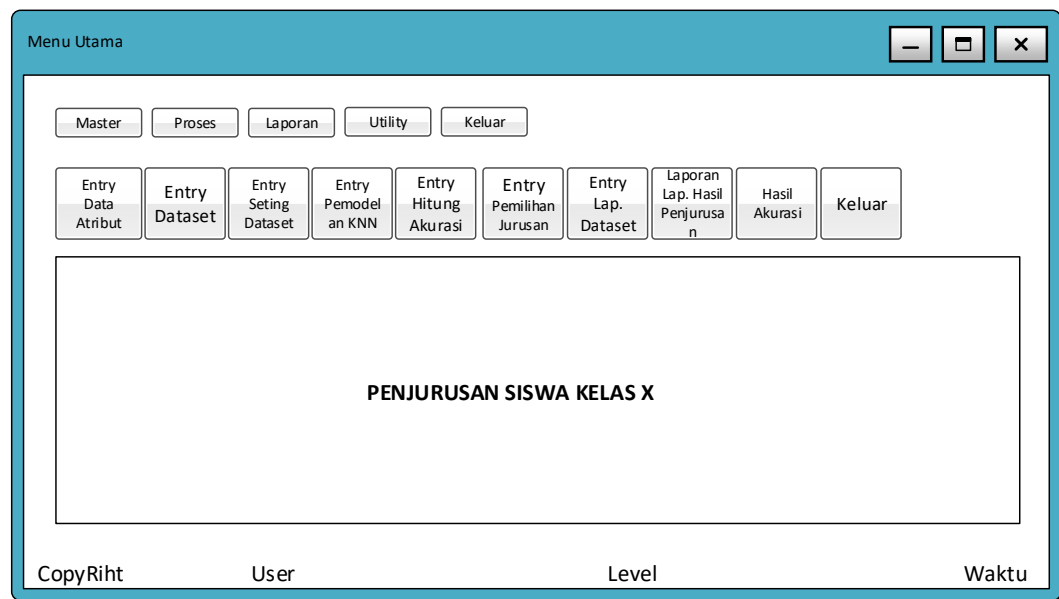 Menu Utama
Master Proses Laporan Utility Keluar
Entry
Data
Atribut
Entry
Dataset
Entry
Seting
Dataset
Entry
Pemodel
an KNN
Entry
Hitung
Akurasi
Entry
Pemilihan
Jurusan
Entry
Lap.
Dataset
Laporan
Lap. Hasil
Penjurusa
n
Hasil
Akurasi
Keluar
PENJURUSAN SISWA KELAS X
CopyRiht User Level Waktu